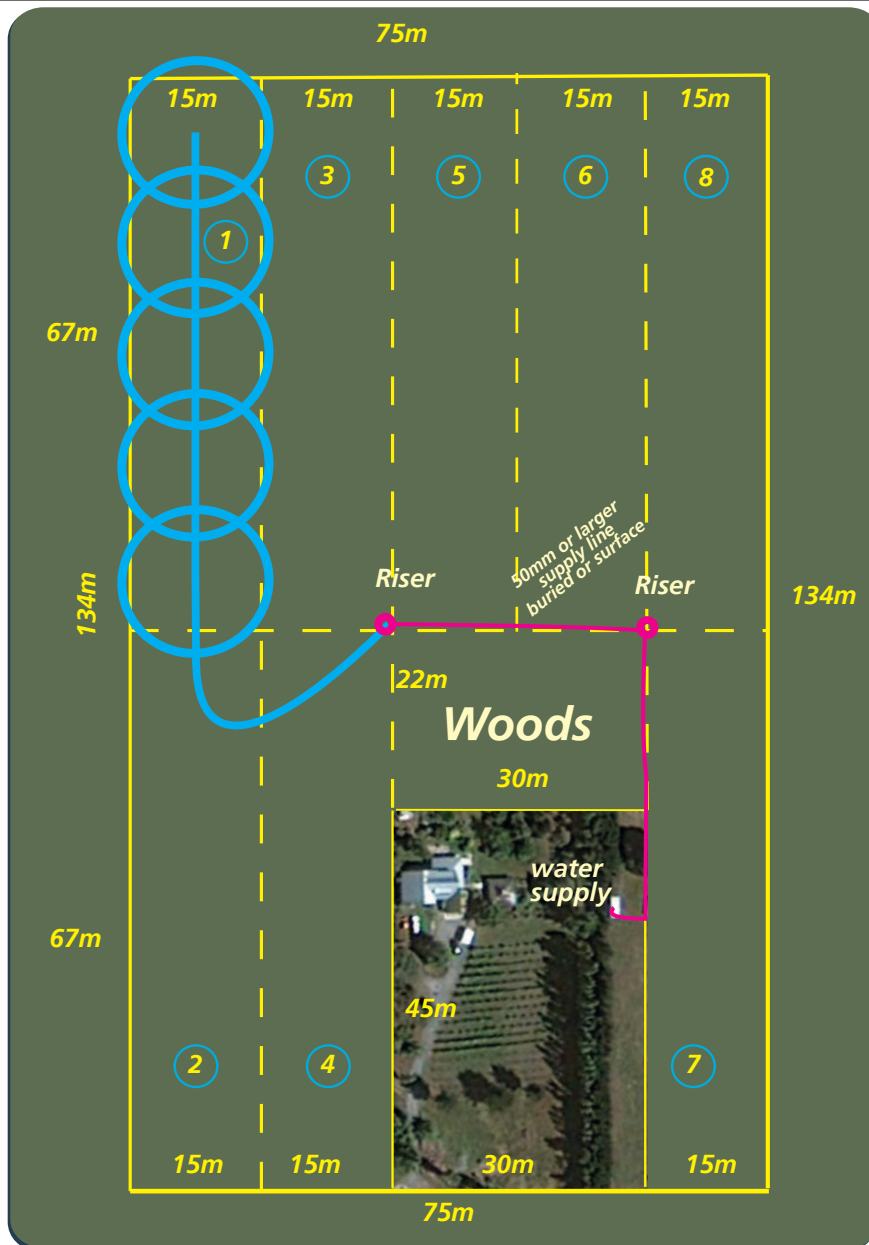 75m
15m
15m
15m
15m
15m
3
5
6
8
1
67m
50mm or larger
supply line
buried or surface
Riser
Riser
134m
134m
22m
Woods
30m
water
supply
67m
45m
2
4
7
15m
15m
30m
15m
75m